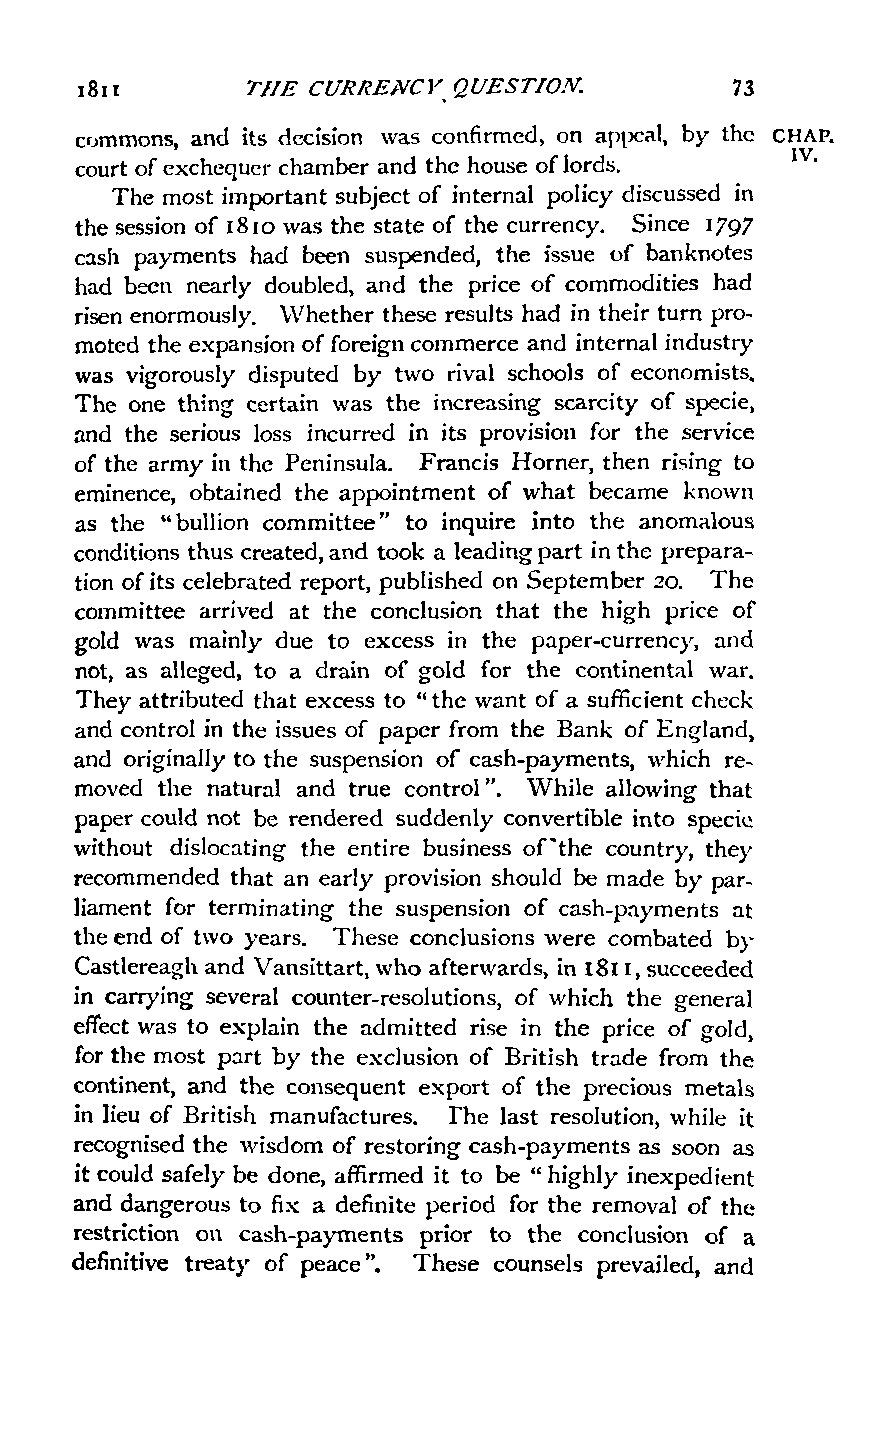 1811 THE CURRENCY QUESTION. 73
commons, and its decision was confirmed, on appeal, by the CHAP.
court of exchequer chamber and the house of lords. IV.
The most important subject of internal policy discussed in
the session of 1810 was the state of the currency. Since 1797
cash payments had been suspended, the issue of banknotes
had been nearly doubled, and the price of commodities had
risen enormously. Whether these results had in their turn pro-
moted the expansion of foreign commerce and internal industry
was vigorously disputed by two rival schools of economists.
The one thing certain was the increasing scarcity of specie,
and the serious loss incurred in its provision for the service
of the army in the Peninsula. Francis Horner, then rising to
eminence, obtained the appointment of what became known
as the "bullion committee" to inquire into the anomalous
conditions thus created, and took a leading part in the prepara-
tion of its celebrated report, published on September 20. The
committee arrived at the conclusion that the high price of
gold was mainly due to excess in the paper-currency, and
not, as alleged, to a drain of gold for the continental war.
They attributed that excess to "the want of a sufficient check
and control in the issues of paper from the Bank of England,
and originally to the suspension of cash-payments, which re-
moved the natural and true control". While allowing that
paper could not be rendered suddenly convertible into specie
without dislocating the entire business of the country, they
recommended that an early provision should be made by par-
liament for terminating the suspension of cash-payments at
the end of two years. These conclusions were combated by
Castlereagh and Vansittart, who afterwards, in 1811, succeeded
in carrying several counter-resolutions, of which the general
effect was to explain the admitted rise in the price of gold,
for the most part by the exclusion of British trade from the
continent, and the consequent export of the precious metals
in lieu of British manufactures. The last resolution, while it
recognised the wisdom of restoring cash-payments as soon as
it could safely be done, affirmed it to be "highly inexpedient
and dangerous to fix a definite period for the removal of the
restriction on cash-payments prior to the conclusion of a
definitive treaty of peace". These counsels prevailed, and